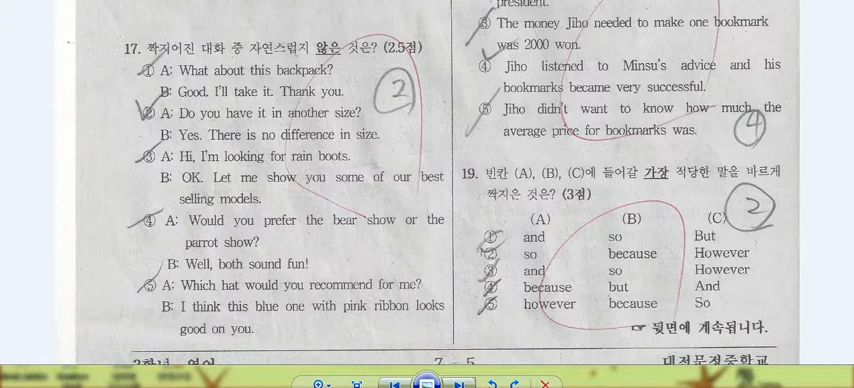 17. 짝지어진 대화 중 자연스럽지 않은 것은? (2.5점)
① A: What about this backpack?
B: Good. I'll take it. Thank you.
② A: Do you have it in another size?
B: Yes. There is no difference in size.
③ A: Hi, I'm looking for rain boots.
B: OK. Let me show you some of our best
selling models.
④ A: Would you prefer the bear show or the
parrot show?
B: Well, both sound fun!
⑤ A: Which hat would you recommend for me?
B: I think this blue one with pink ribbon looks
good on you.
2
president.
③ The money Jiho needed to make one bookmark
was 2000 won.
④ Jiho listened to Minsu's advice and his
bookmarks became very successful.
⑤ Jiho didn't want to know how much the
average price for bookmarks was.
4
19. 빈칸 (A), (B), (C)에 들어갈 가장 적당한 말을 바르게
짝지은 것은? (3점)
2
(A) (B) (C)
① and so But
② so because However
③ and so However
④ because but And
⑤ however because So
☞ 뒷면에 계속됩니다.
7 - 5
대전문정중학교